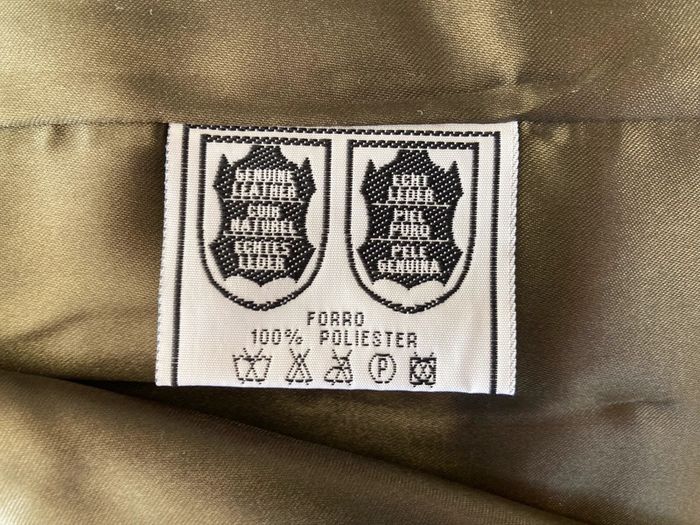 GENUINE
LEATHER
CUIR
NATUREL
ECHTES
LEDER
ECHT
LEDER
PIEL
PURO
PELE
GENUINA
FORRO
100% POLIESTER
P